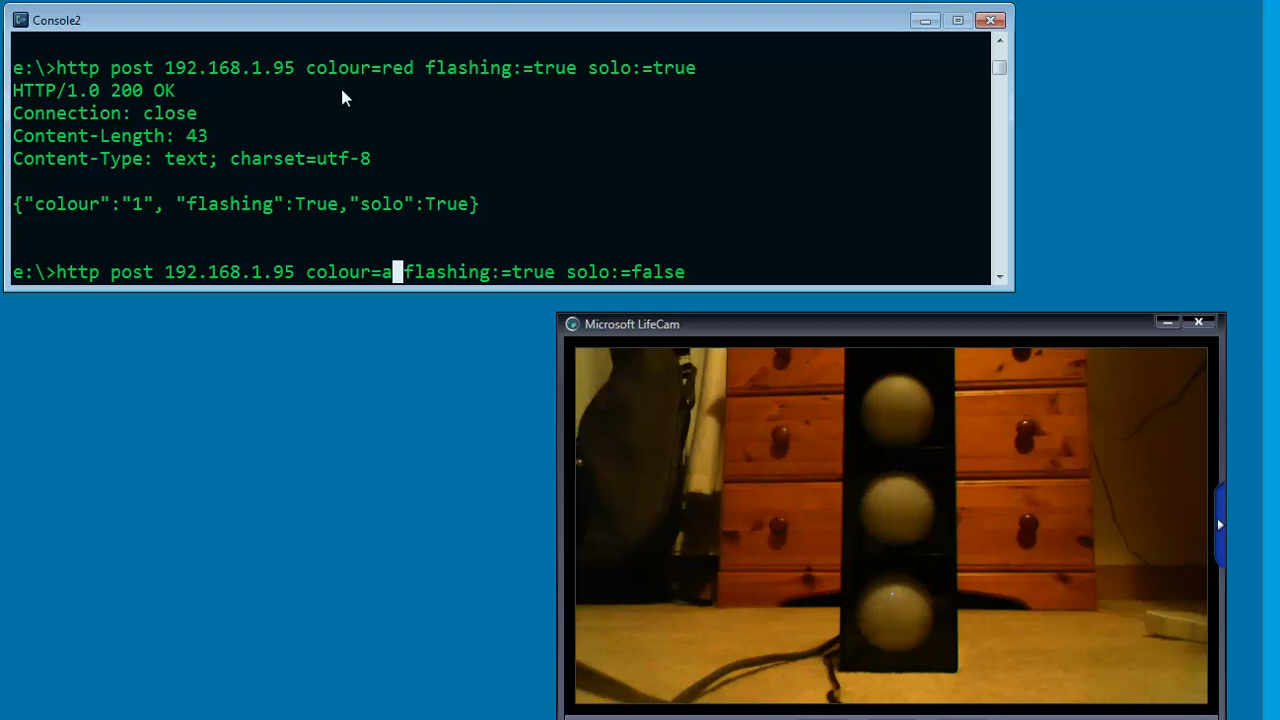 Console2
e:\>http post 192.168.1.95 colour=red flashing:=true solo:=true
HTTP/1.0 200 OK
Connection: close
Content-Length: 43
Content-Type: text; charset=utf-8
{"colour":"1", "flashing":True,"solo":True}
e:\>http post 192.168.1.95 colour=a flashing:=true solo:=false
Microsoft LifeCam